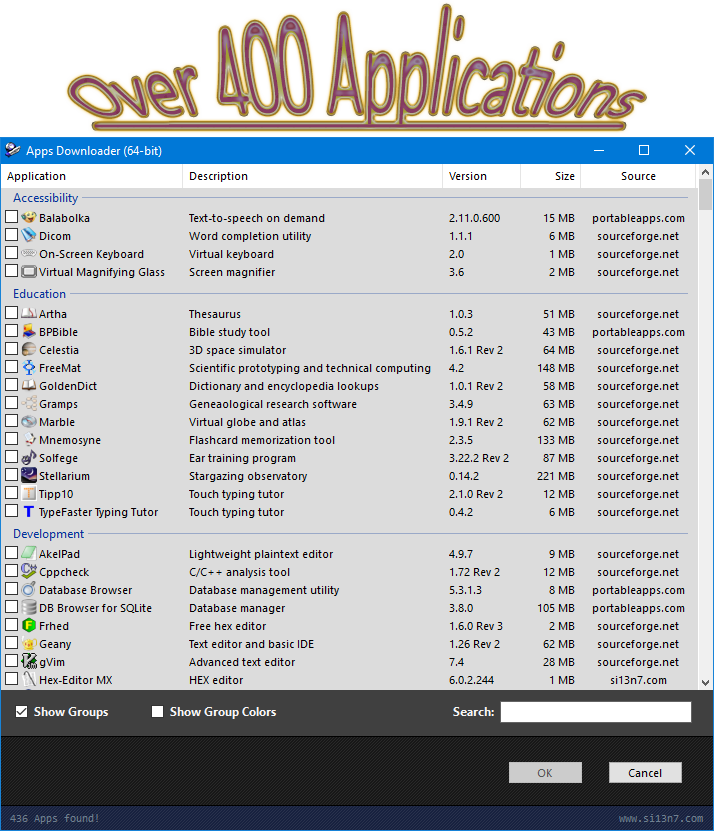 Over 400 Applications
Apps Downloader (64-bit)
Application Description Version Size Source
Accessibility
Balabolka Text-to-speech on demand 2.11.0.600 15 MB portableapps.com
Dicom Word completion utility 1.1.1 6 MB sourceforge.net
On-Screen Keyboard Virtual keyboard 2.0 1 MB sourceforge.net
Virtual Magnifying Glass Screen magnifier 3.6 2 MB sourceforge.net
Education
Artha Thesaurus 1.0.3 51 MB sourceforge.net
BPBible Bible study tool 0.5.2 43 MB portableapps.com
Celestia 3D space simulator 1.6.1 Rev 2 64 MB sourceforge.net
FreeMat Scientific prototyping and technical computing 4.2 148 MB sourceforge.net
GoldenDict Dictionary and encyclopedia lookups 1.0.1 Rev 2 58 MB sourceforge.net
Gramps Geneaological research software 3.4.9 63 MB sourceforge.net
Marble Virtual globe and atlas 1.9.1 Rev 2 62 MB sourceforge.net
Mnemosyne Flashcard memorization tool 2.3.5 133 MB sourceforge.net
Solfege Ear training program 3.22.2 Rev 2 87 MB sourceforge.net
Stellarium Stargazing observatory 0.14.2 221 MB sourceforge.net
Tipp10 Touch typing tutor 2.1.0 Rev 2 12 MB sourceforge.net
TypeFaster Typing Tutor Touch typing tutor 0.4.2 6 MB sourceforge.net
Development
AkelPad Lightweight plaintext editor 4.9.7 9 MB sourceforge.net
Cppcheck C/C++ analysis tool 1.72 Rev 2 12 MB sourceforge.net
Database Browser Database management utility 5.3.1.3 8 MB portableapps.com
DB Browser for SQLite Database manager 3.8.0 105 MB portableapps.com
Frhed Free hex editor 1.6.0 Rev 3 2 MB sourceforge.net
Geany Text editor and basic IDE 1.26 Rev 2 62 MB sourceforge.net
gVim Advanced text editor 7.4 28 MB sourceforge.net
Hex-Editor MX HEX editor 6.0.2.244 1 MB si13n7.com
Show Groups Show Group Colors Search:
OK Cancel
436 Apps found! www.si13n7.com